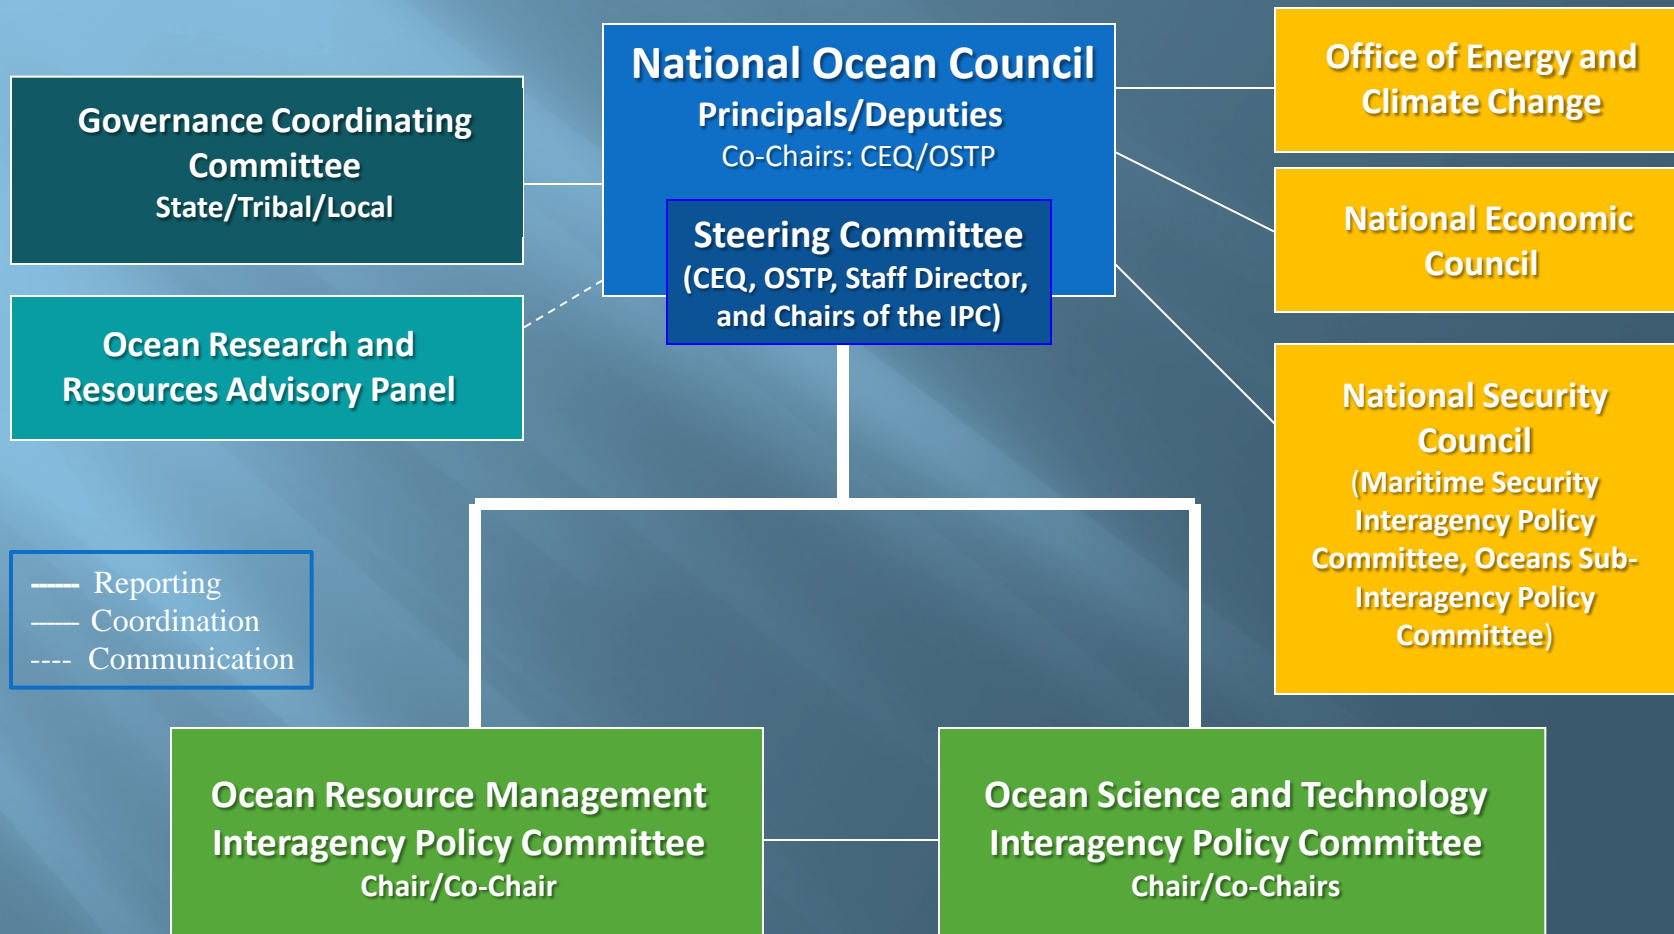 National Ocean Council
Principals/Deputies
Co-Chairs: CEQ/OSTP
Steering Committee
(CEQ, OSTP, Staff Director,
and Chairs of the IPC)
Governance Coordinating
Committee
State/Tribal/Local
Ocean Research and
Resources Advisory Panel
Office of Energy and
Climate Change
National Economic
Council
National Security
Council
(Maritime Security
Interagency Policy
Committee, Oceans Sub-
Interagency Policy
Committee)
------ Reporting
------ Coordination
---- Communication
Ocean Resource Management
Interagency Policy Committee
Chair/Co-Chair
Ocean Science and Technology
Interagency Policy Committee
Chair/Co-Chairs